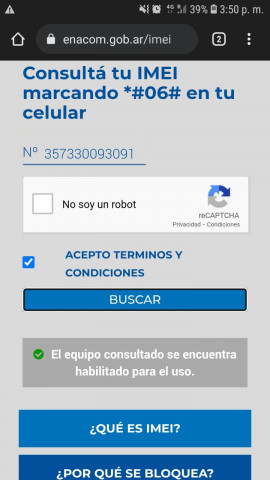 39% 3:50 p. m.
enacom.gob.ar/imei
2
Consultá tu IMEI
marcando *#06# en tu
celular
Nº 357330093091
No soy un robot
reCAPTCHA
Privacidad - Condiciones
ACEPTO TERMINOS Y
CONDICIONES
BUSCAR
El equipo consultado se encuentra
habilitado para el uso.
¿QUÉ ES IMEI?
¿POR QUÉ SE BLOQUEA?